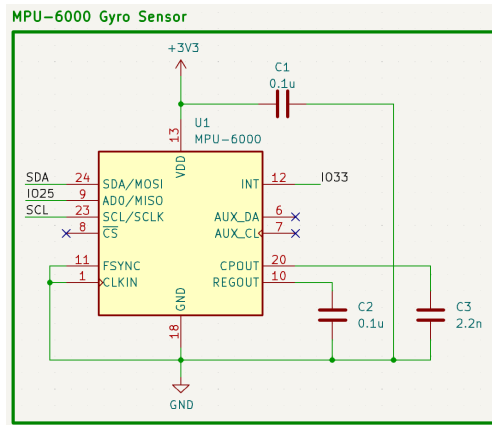 MPU-6000 Gyro Sensor
+3V3
C1
0.1u
U1
MPU-6000
13
VDD
SDA 24 SDA/MOSI
IO25 9 AD0/MISO
SCL 23 SCL/SCLK
8 CS
11 FSYNC
1 CLKIN
INT 12 IO33
AUX_DA 6
AUX_CL 7
CPOUT 20
REGOUT 10
GND
18
C2
0.1u
C3
2.2n
GND